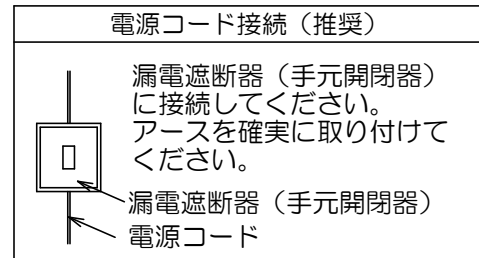 電源コード接続（推奨）
漏電遮断器（手元開閉器）
に接続してください。
アースを確実に取り付けて
ください。
漏電遮断器（手元開閉器）
電源コード